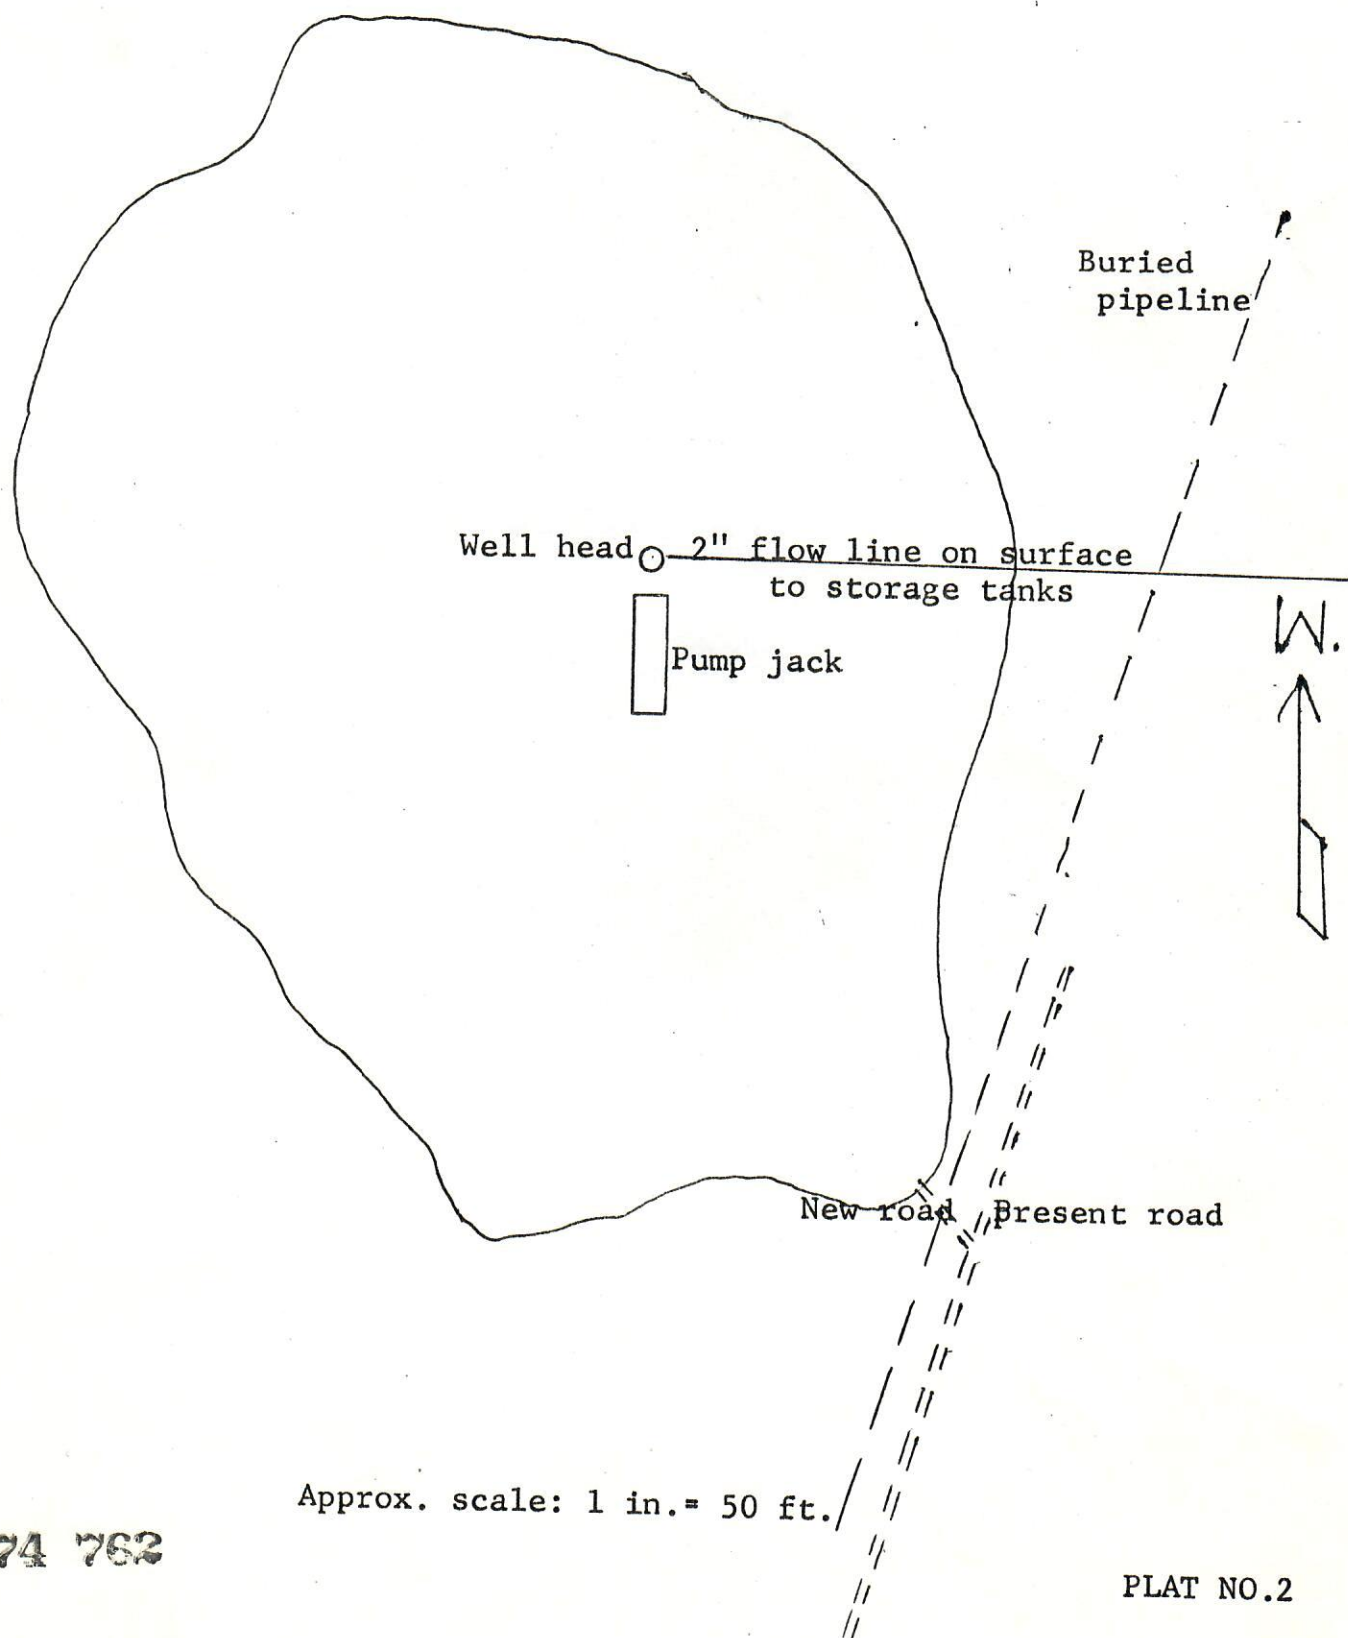 Buried
pipeline
Well head
2" flow line on surface
to storage tanks
W.
Pump jack
New road
Present road
Approx. scale: 1 in.= 50 ft.
74 762
PLAT NO.2